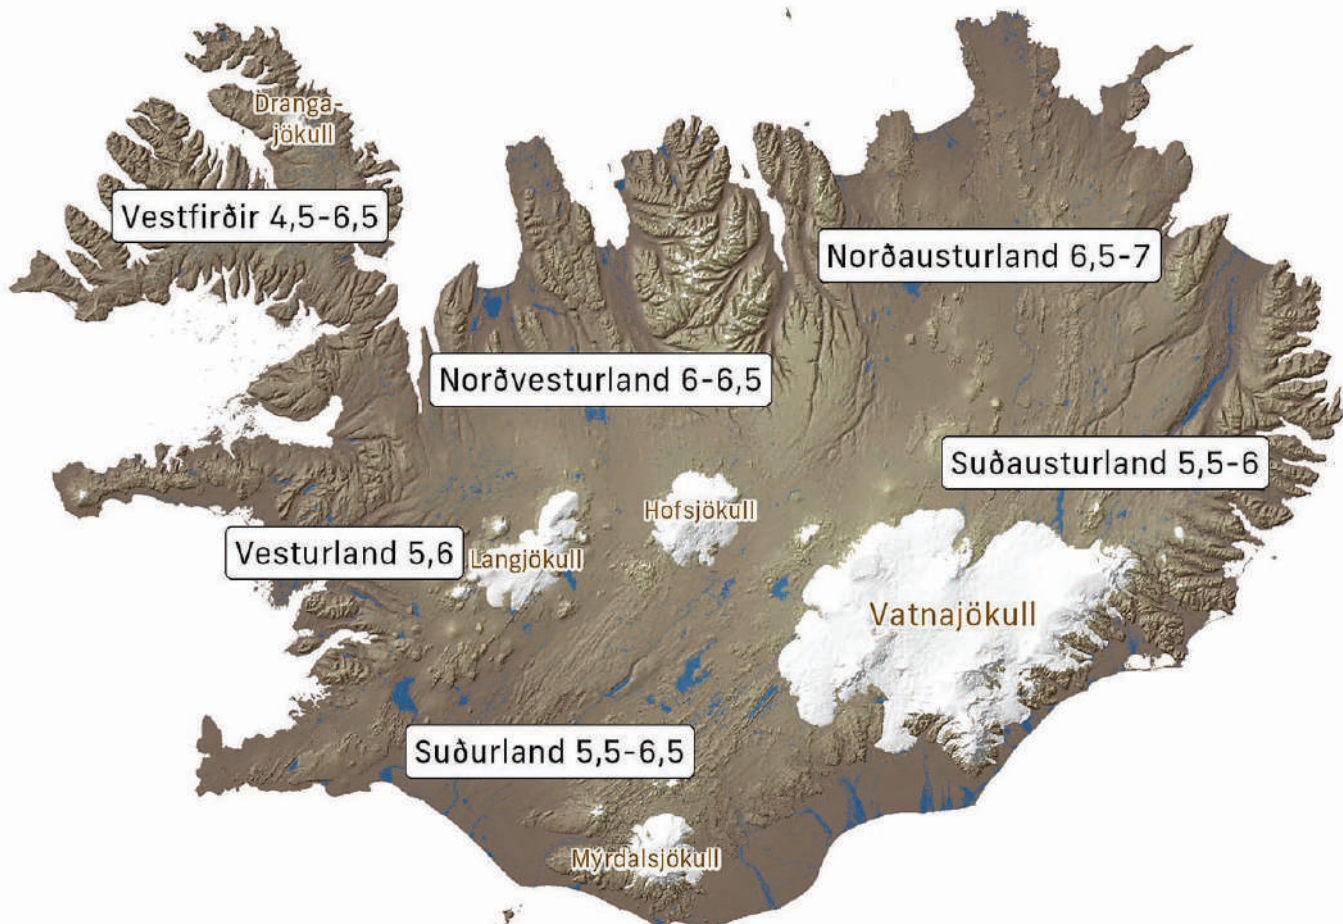 Dranga-
jökull
Vestfirðir 4,5-6,5
Norðausturland 6,5-7
Norðvesturland 6-6,5
Suðausturland 5,5-6
Hofsjökull
Vesturland 5,6
Langjökull
Vatnajökull
Suðurland 5,5-6,5
Mýrdalsjökull